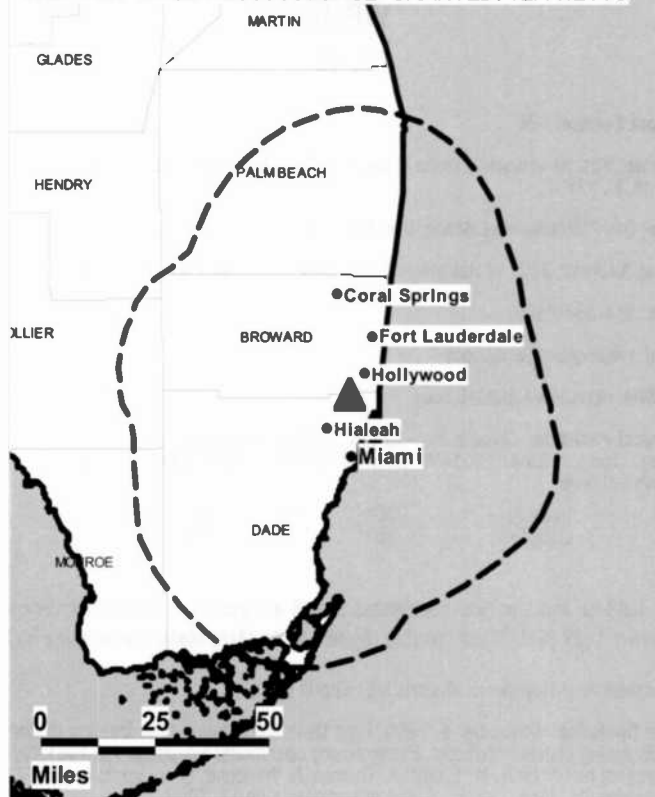 MARTIN
GLADES
HENDRY
PALM BEACH
Coral Springs
OLLIER
BROWARD
Fort Lauderdale
Hollywood
Hialeah
Miami
DADE
MONROE
0 25 50
Miles